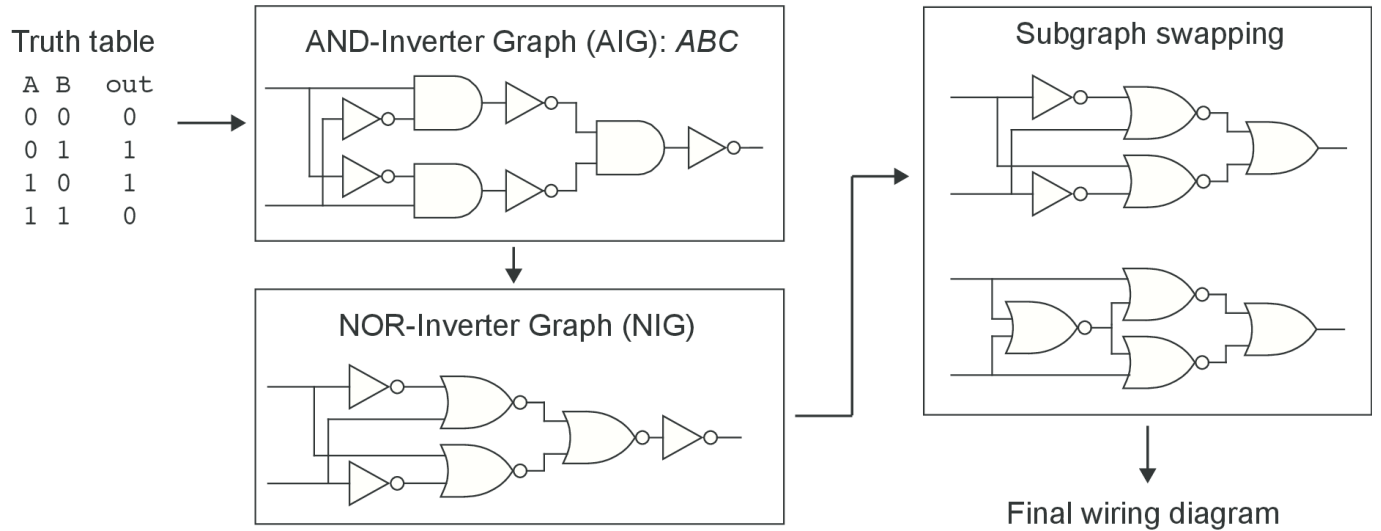 Truth table
A B out
0 0 0
0 1 1
1 0 1
1 1 0
AND-Inverter Graph (AIG): ABC
NOR-Inverter Graph (NIG)
Subgraph swapping
Final wiring diagram